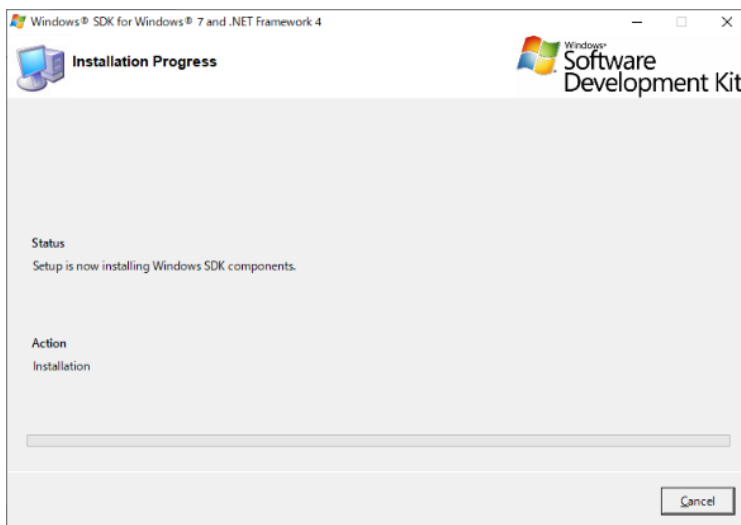 Windows® SDK for Windows® 7 and .NET Framework 4
Installation Progress
Windows®
Software
Development Kit
Status
Setup is now installing Windows SDK components.
Action
Installation
Cancel